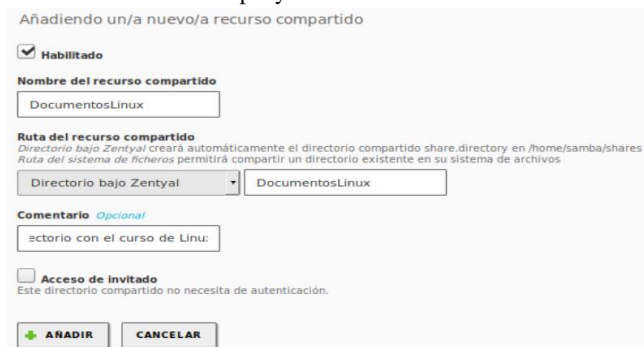 Añadiendo un/a nuevo/a recurso compartido
Habilitado
Nombre del recurso compartido
DocumentosLinux
Ruta del recurso compartido
Directorio bajo Zentyal creará automáticamente el directorio compartido share.directory en /home/samba/shares
Ruta del sistema de ficheros permitirá compartir un directorio existente en su sistema de archivos
Directorio bajo Zentyal DocumentosLinux
Comentario Opcional
ectorio con el curso de Linu
Acceso de invitado
Este directorio compartido no necesita de autenticación.
AÑADIR CANCELAR